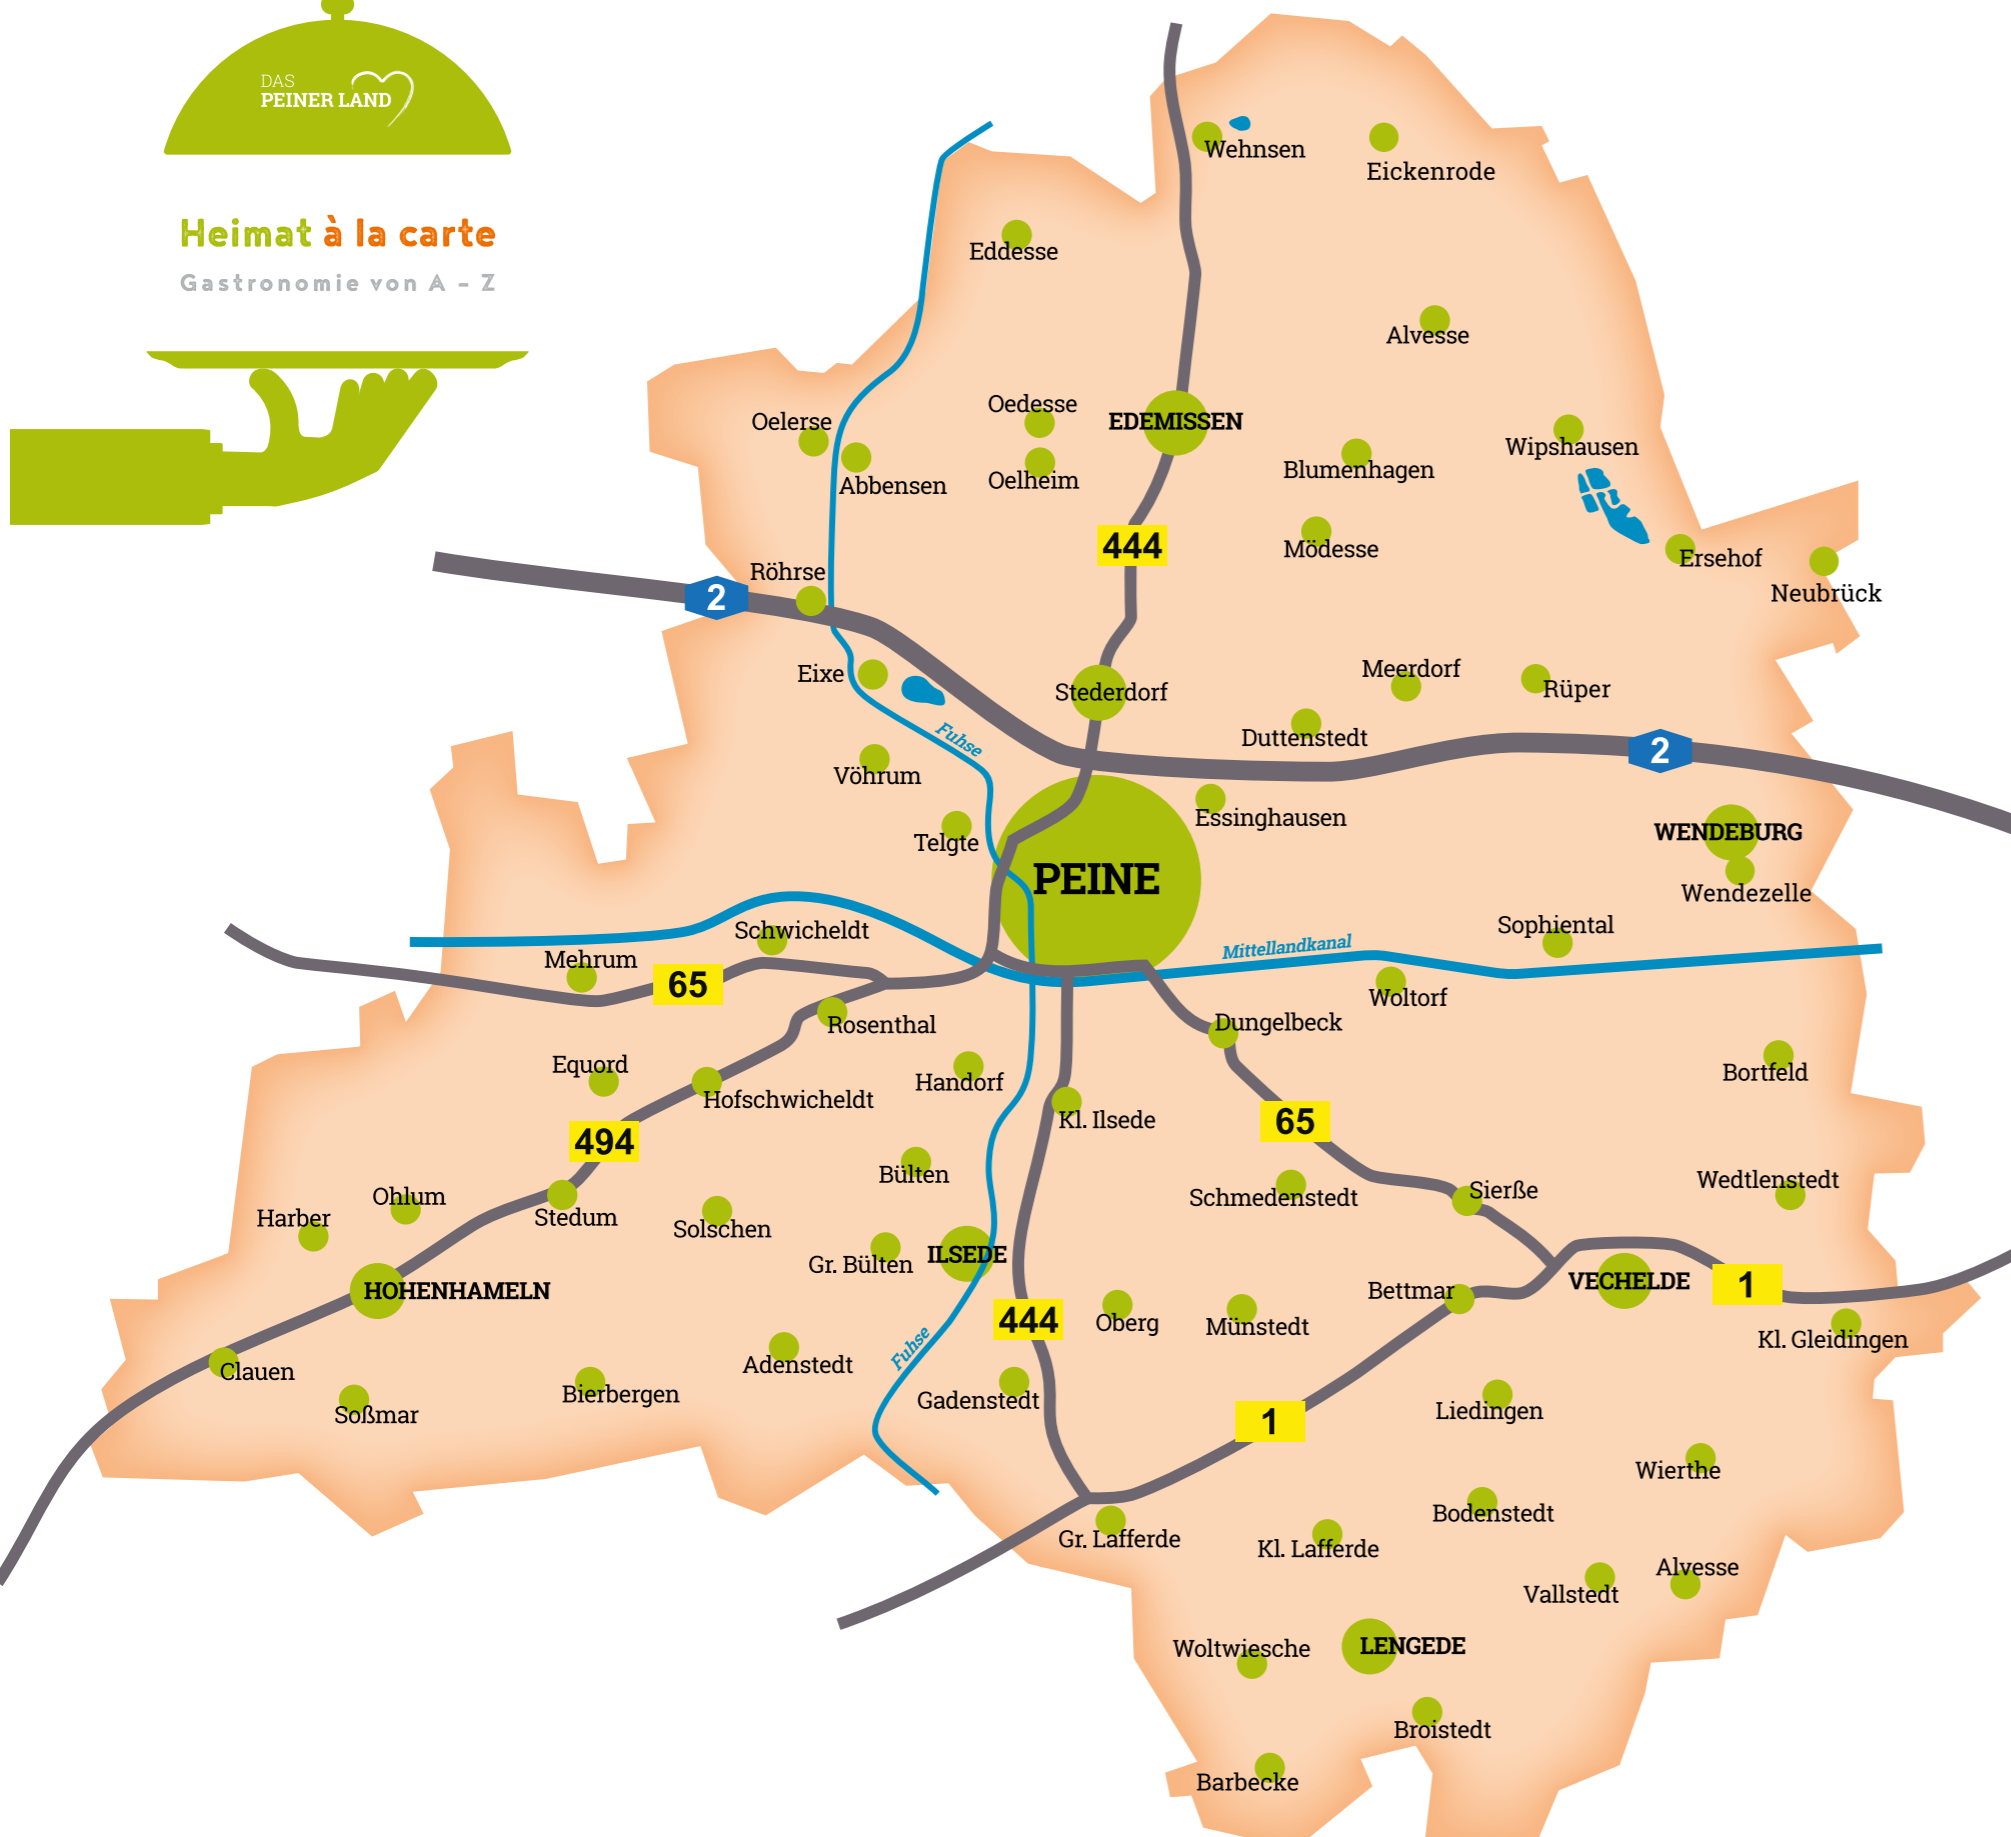 DAS
PEINER LAND
Heimat à la carte
Gastronomie von A – Z
Wehnsen
Eickenrode
Eddesse
Alvesse
Oedesse
Oelerse
EDEMISSEN
Wipshausen
Blumenhagen
Oelheim
Abbensen
444
Mödesse
Ersehof
Röhrse
Neubrück
2
Meerdorf
Eixe
Rüper
Stederdorf
Fuhse
Duttenstedt
2
Vöhrum
Essinghausen
WENDEBURG
Telgte
PEINE
Wendezelle
Sophiental
Schwicheldt
Mittellandkanal
Mehrum
65
Woltorf
Dungelbeck
Rosenthal
Equord
Bortfeld
Handorf
Hofschwicheldt
Kl. Ilsede
65
494
Bülten
Wedtlenstedt
Sierße
Ohlum
Schmedenstedt
Harber
Stedum
Solschen
ILSEDE
Gr. Bülten
VECHELDE
1
HOHENHAMELN
Bettmar
444
Oberg
Münstedt
Kl. Gleidingen
Fuhse
Adenstedt
Clauen
Bierbergen
Gadenstedt
Liedingen
Soßmar
1
Wierthe
Bodenstedt
Gr. Lafferde
Kl. Lafferde
Alvesse
Vallstedt
LENGEDE
Woltwiesche
Broistedt
Barbecke